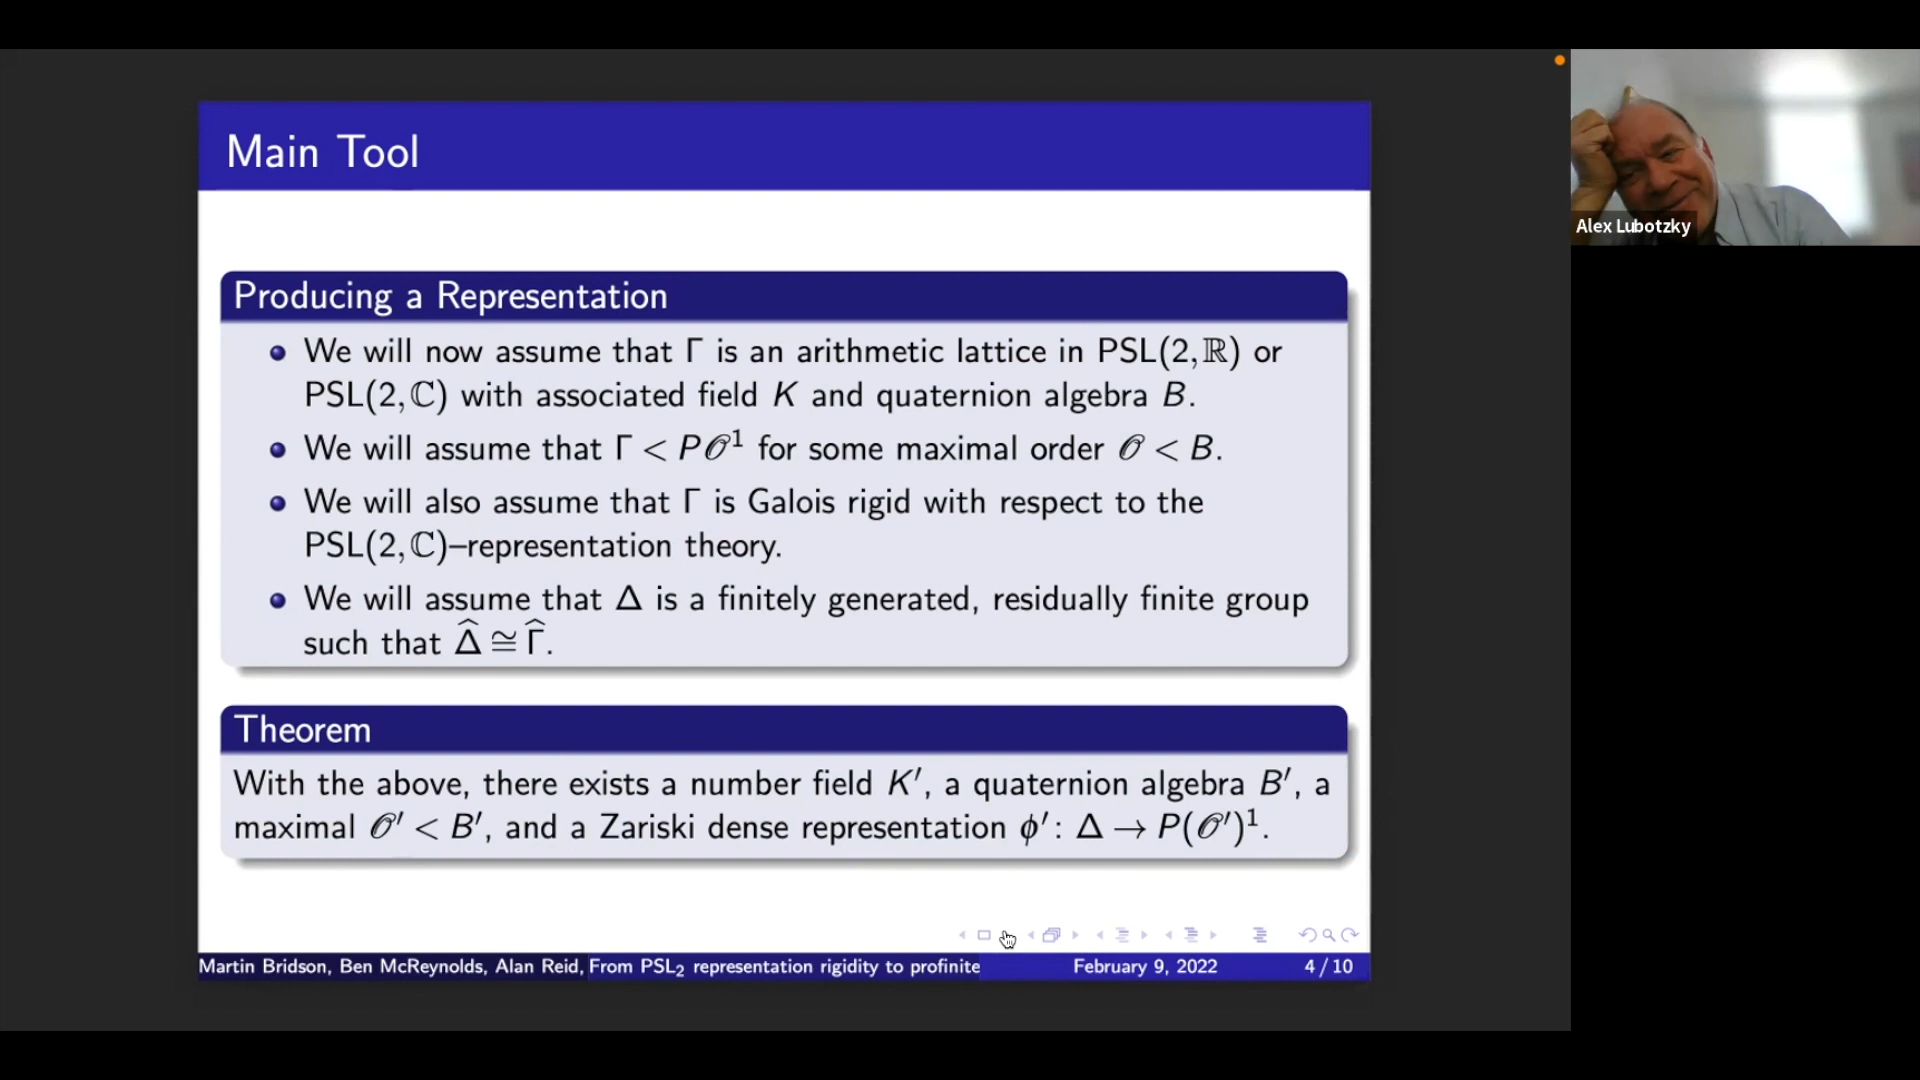 Main Tool
Alex Lubotzky
Producing a Representation
We will now assume that Γ is an arithmetic lattice in PSL(2, ℝ) or
PSL(2, ℂ) with associated field K and quaternion algebra B.
We will assume that Γ < P𝒪¹ for some maximal order 𝒪 < B.
We will also assume that Γ is Galois rigid with respect to the
PSL(2, ℂ)–representation theory.
We will assume that Δ is a finitely generated, residually finite group
such that Δ̂ ≅ Γ̂.
Theorem
With the above, there exists a number field K′, a quaternion algebra B′, a
maximal 𝒪′ < B′, and a Zariski dense representation ϕ′: Δ → P(𝒪′)¹.
Martin Bridson, Ben McReynolds, Alan Reid, From PSL₂ representation rigidity to profinite February 9, 2022 4 / 10